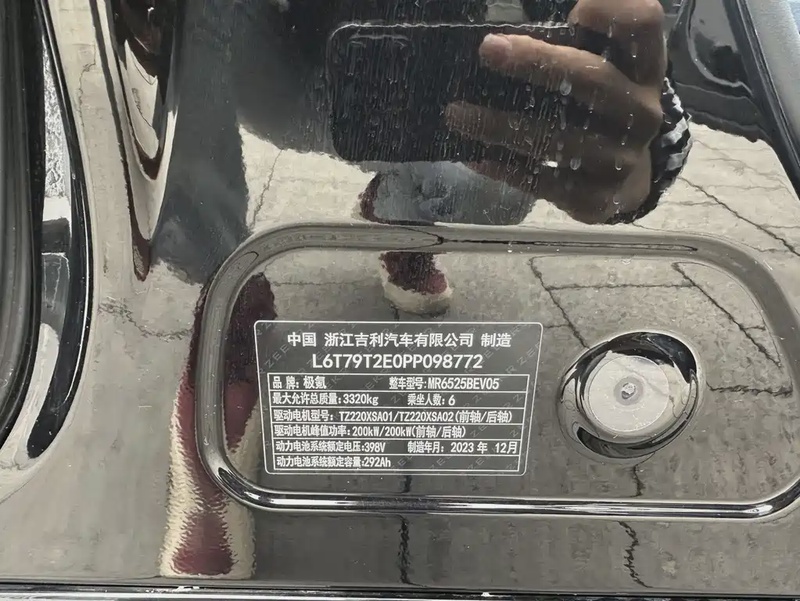 中国 浙江吉利汽车有限公司 制造
L6T79T2E0PP098772
品牌:极氪 整车型号:MR6525BEV05
最大允许总质量:3320kg 乘坐人数:6
驱动电机型号:TZ220XSA01/TZ220XSA02(前轴/后轴)
驱动电机峰值功率:200kW/200kW(前轴/后轴)
动力电池系统额定电压:398V 制造年月:2023年 12月
动力电池系统额定容量:292Ah